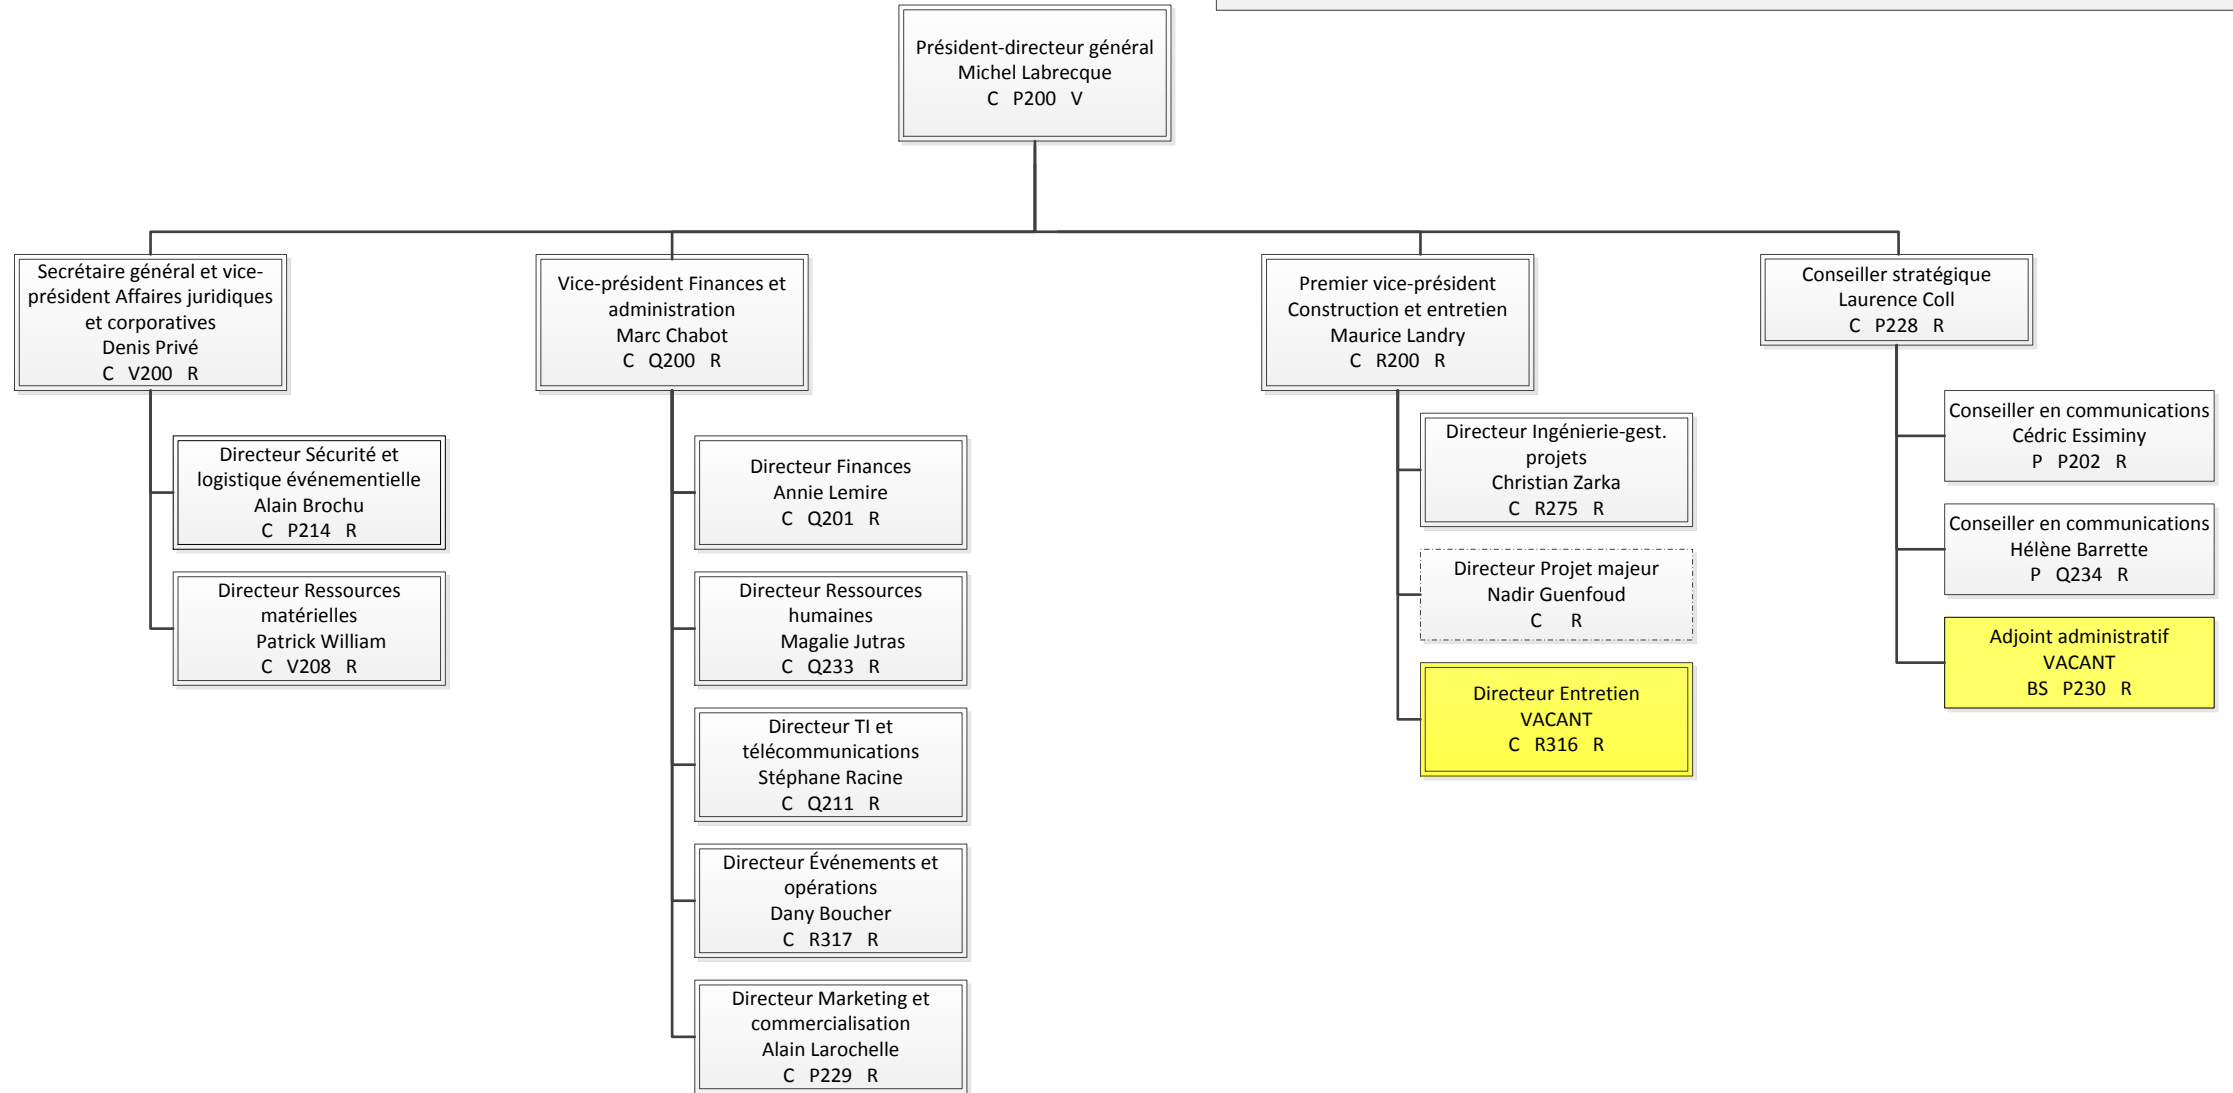 Président-directeur général
Michel Labrecque
C P200 V
Secrétaire général et vice-
président Affaires juridiques
et corporatives
Denis Privé
C V200 R
Directeur Sécurité et
logistique événementielle
Alain Brochu
C P214 R
Directeur Ressources
matérielles
Patrick William
C V208 R
Vice-président Finances et
administration
Marc Chabot
C Q200 R
Directeur Finances
Annie Lemire
C Q201 R
Directeur Ressources
humaines
Magalie Jutras
C Q233 R
Directeur TI et
télécommunications
Stéphane Racine
C Q211 R
Directeur Événements et
opérations
Dany Boucher
C R317 R
Directeur Marketing et
commercialisation
Alain Larochelle
C P229 R
Premier vice-président
Construction et entretien
Maurice Landry
C R200 R
Directeur Ingénierie-gest.
projets
Christian Zarka
C R275 R
Directeur Projet majeur
Nadir Guenfoud
C R
Directeur Entretien
VACANT
C R316 R
Conseiller stratégique
Laurence Coll
C P228 R
Conseiller en communications
Cédric Essiminy
P P202 R
Conseiller en communications
Hélène Barrette
P Q234 R
Adjoint administratif
VACANT
BS P230 R